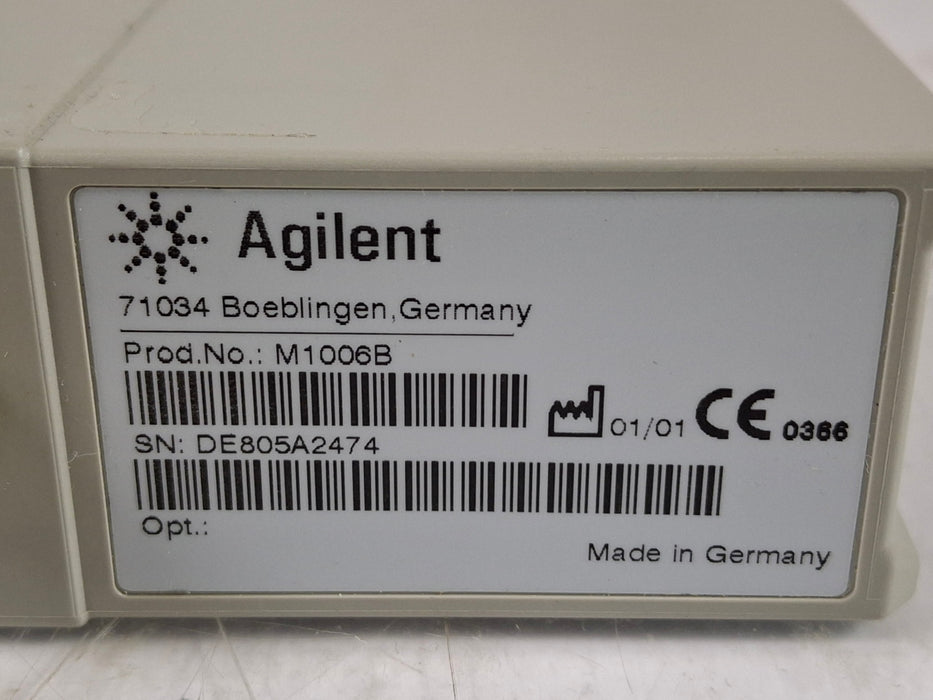 Agilent
71034 Boeblingen,Germany
Prod.No.: M1006B
01/01 CE 0366
SN: DE805A2474
Opt.:
Made in Germany